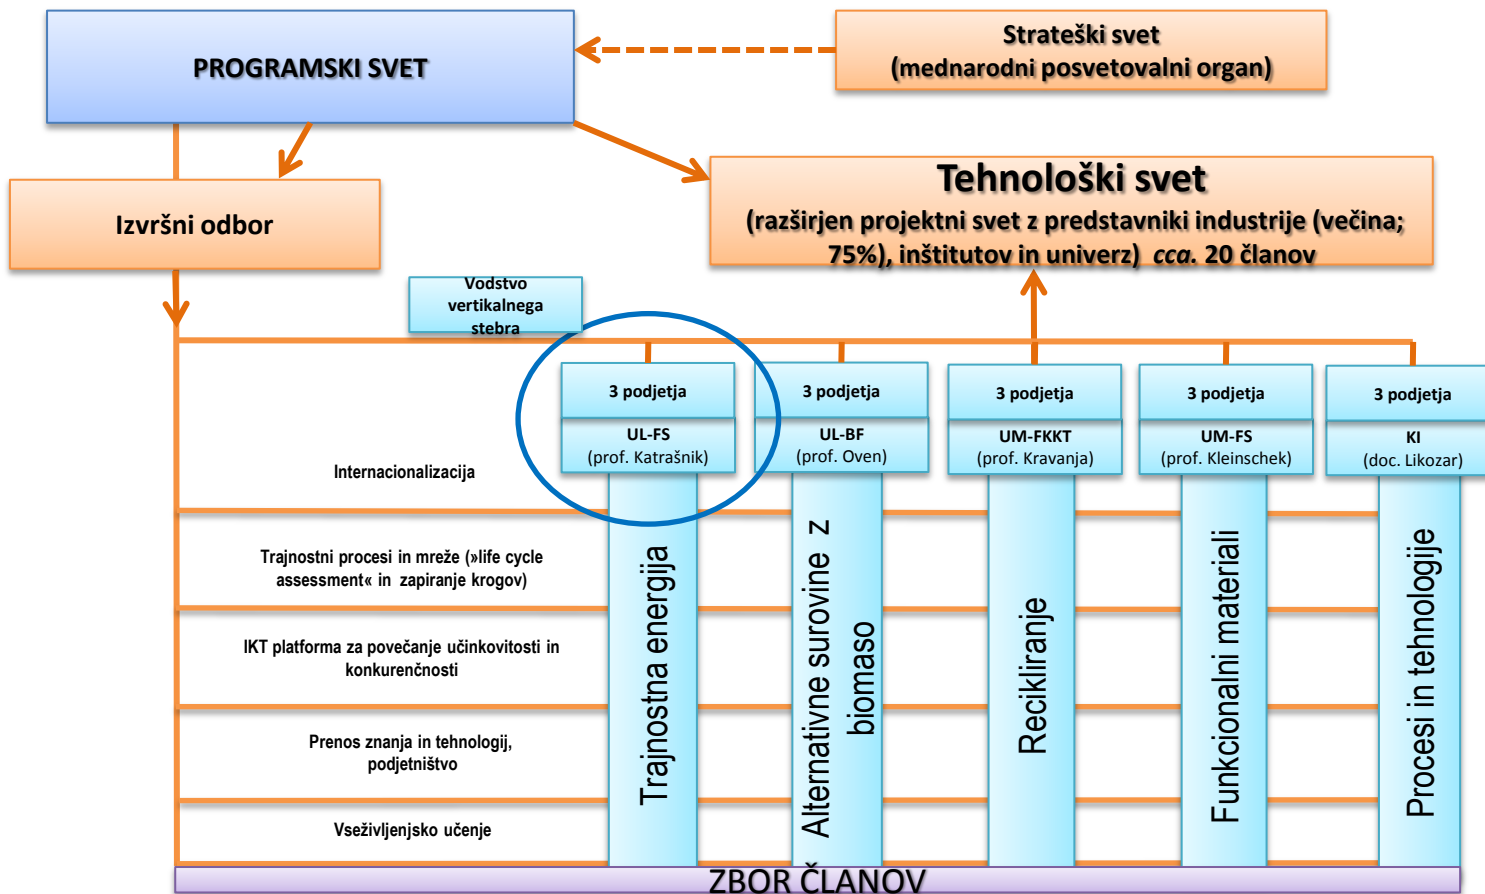 PROGRAMSKI SVET
Strateški svet
(mednarodni posvetovalni organ)
Izvršni odbor
Tehnološki svet
(razširjen projektni svet z predstavniki industrije (večina;
75%), inštitutov in univerz) cca. 20 članov
Vodstvo
vertikalnega
stebra
3 podjetja
UL-FS
(prof. Katrašnik)
3 podjetja
UL-BF
(prof. Oven)
3 podjetja
UM-FKKT
(prof. Kravanja)
3 podjetja
UM-FS
(prof. Kleinschek)
3 podjetja
KI
(doc. Likozar)
Internacionalizacija
Trajnostni procesi in mreže (»life cycle
assessment« in zapiranje krogov)
IKT platforma za povečanje učinkovitosti in
konkurenčnosti
Prenos znanja in tehnologij,
podjetništvo
Vseživljenjsko učenje
Trajnostna energija
Alternativne surovine z
biomaso
Recikliranje
Funkcionalni materiali
Procesi in tehnologije
ZBOR ČLANOV